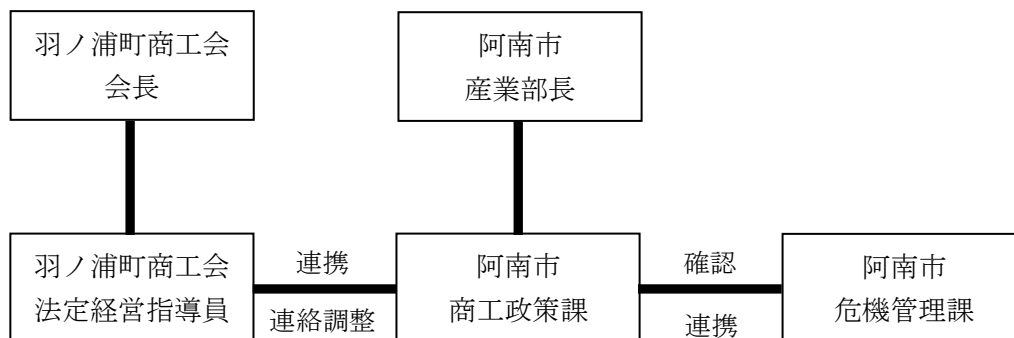 羽ノ浦町商工会
会長
阿南市
産業部長
羽ノ浦町商工会
法定経営指導員
連携
連絡調整
阿南市
商工政策課
確認
連携
阿南市
危機管理課